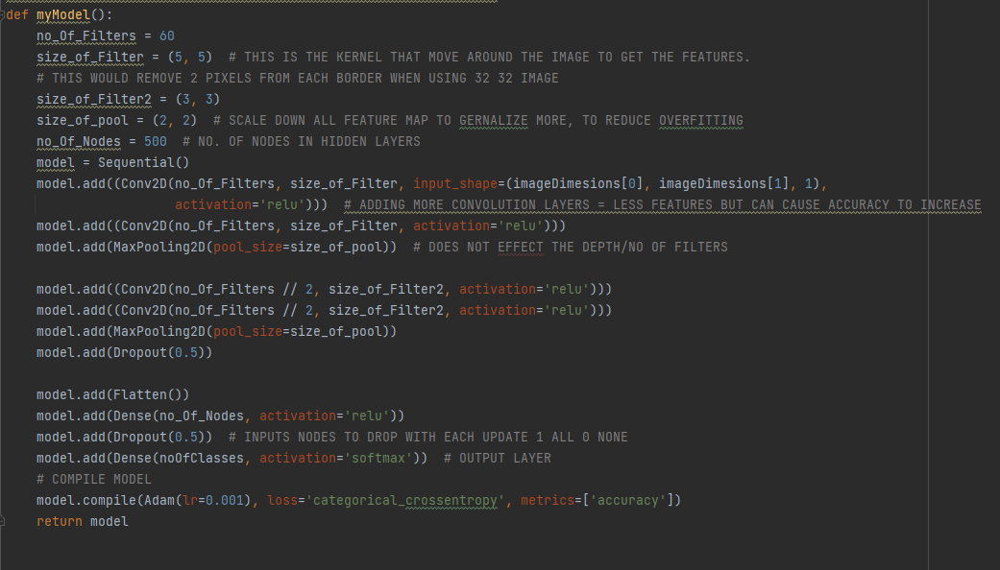 def myModel():
    no_Of_Filters = 60
    size_of_Filter = (5, 5)  # THIS IS THE KERNEL THAT MOVE AROUND THE IMAGE TO GET THE FEATURES.
    # THIS WOULD REMOVE 2 PIXELS FROM EACH BORDER WHEN USING 32 32 IMAGE
    size_of_Filter2 = (3, 3)
    size_of_pool = (2, 2)  # SCALE DOWN ALL FEATURE MAP TO GERNALIZE MORE, TO REDUCE OVERFITTING
    no_Of_Nodes = 500  # NO. OF NODES IN HIDDEN LAYERS
    model = Sequential()
    model.add((Conv2D(no_Of_Filters, size_of_Filter, input_shape=(imageDimesions[0], imageDimesions[1], 1),
                      activation='relu')))  # ADDING MORE CONVOLUTION LAYERS = LESS FEATURES BUT CAN CAUSE ACCURACY TO INCREASE
    model.add((Conv2D(no_Of_Filters, size_of_Filter, activation='relu')))
    model.add(MaxPooling2D(pool_size=size_of_pool))  # DOES NOT EFFECT THE DEPTH/NO OF FILTERS

    model.add((Conv2D(no_Of_Filters // 2, size_of_Filter2, activation='relu')))
    model.add((Conv2D(no_Of_Filters // 2, size_of_Filter2, activation='relu')))
    model.add(MaxPooling2D(pool_size=size_of_pool))
    model.add(Dropout(0.5))

    model.add(Flatten())
    model.add(Dense(no_Of_Nodes, activation='relu'))
    model.add(Dropout(0.5))  # INPUTS NODES TO DROP WITH EACH UPDATE 1 ALL 0 NONE
    model.add(Dense(noOfClasses, activation='softmax'))  # OUTPUT LAYER
    # COMPILE MODEL
    model.compile(Adam(lr=0.001), loss='categorical_crossentropy', metrics=['accuracy'])
    return model